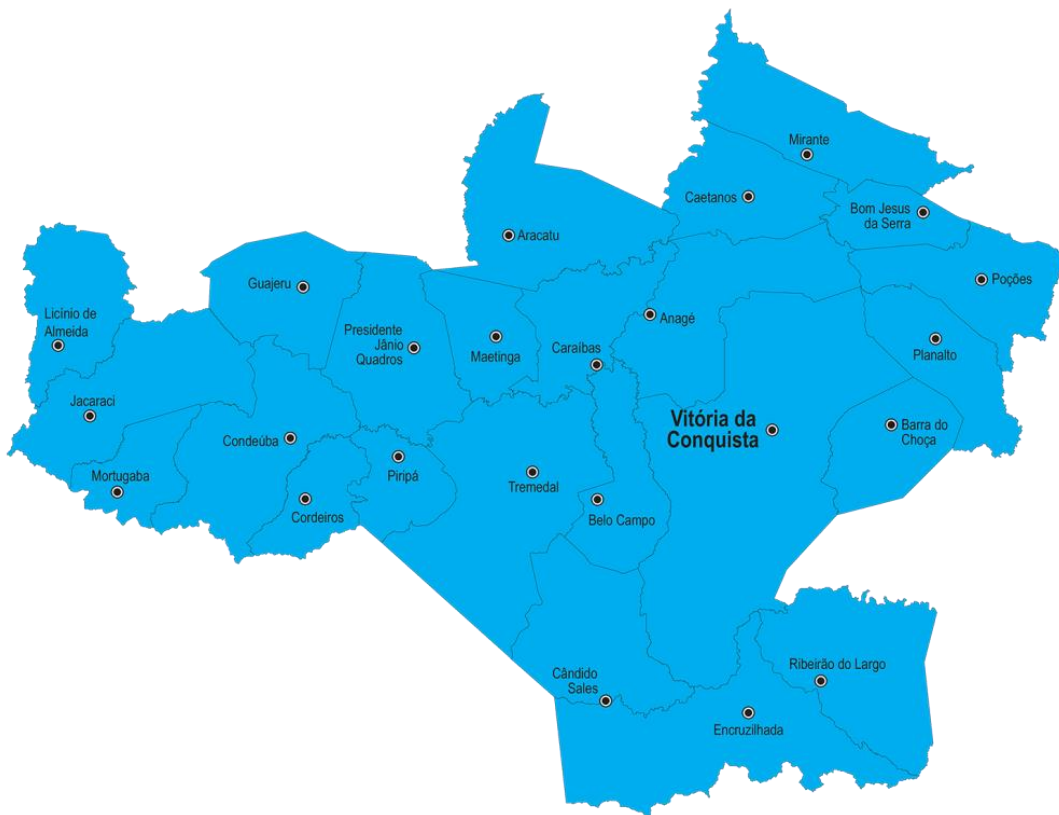 Mirante
Caetanos
Bom Jesus
da Serra
Aracatu
Poções
Guajeru
Licínio de
Almeida
Anagé
Presidente
Jânio
Quadros
Maetinga
Caraíbas
Planalto
Jacaraci
Vitória da
Conquista
Barra do
Choça
Condeúba
Mortugaba
Piripá
Tremedal
Cordeiros
Belo Campo
Ribeirão do Largo
Cândido
Sales
Encruzilhada